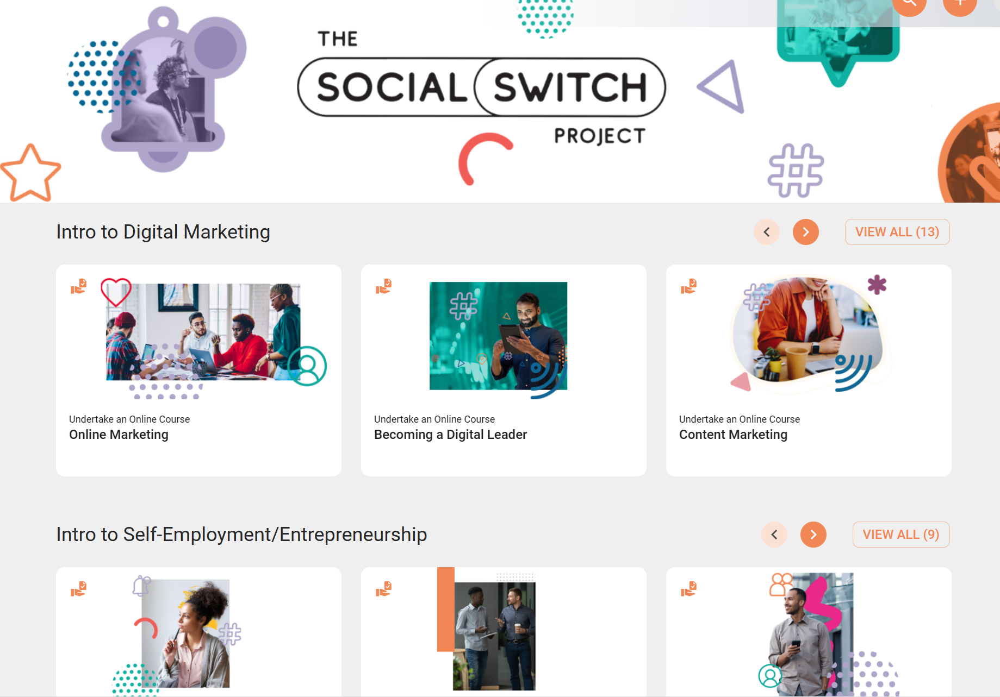 THE
SOCIAL SWITCH
PROJECT
Intro to Digital Marketing
VIEW ALL (13)
Undertake an Online Course
Online Marketing
Undertake an Online Course
Becoming a Digital Leader
Undertake an Online Course
Content Marketing
Intro to Self-Employment/Entrepreneurship
VIEW ALL (9)